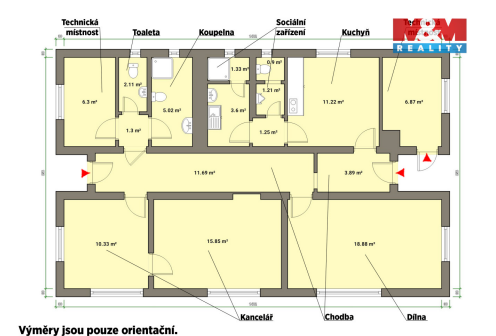 Technická
místnost
Toaleta
Koupelna
Sociální
zařízení
Kuchyň
M&M
REALITY
6.3 m²
2.11 m²
5.02 m²
1.33 m²
0.9 m²
1.21 m²
3.6 m²
11.22 m²
6.87 m²
1.3 m²
1.25 m²
11.69 m²
3.89 m²
10.33 m²
15.85 m²
18.88 m²
Kancelář
Chodba
Dílna
Výměry jsou pouze orientační.